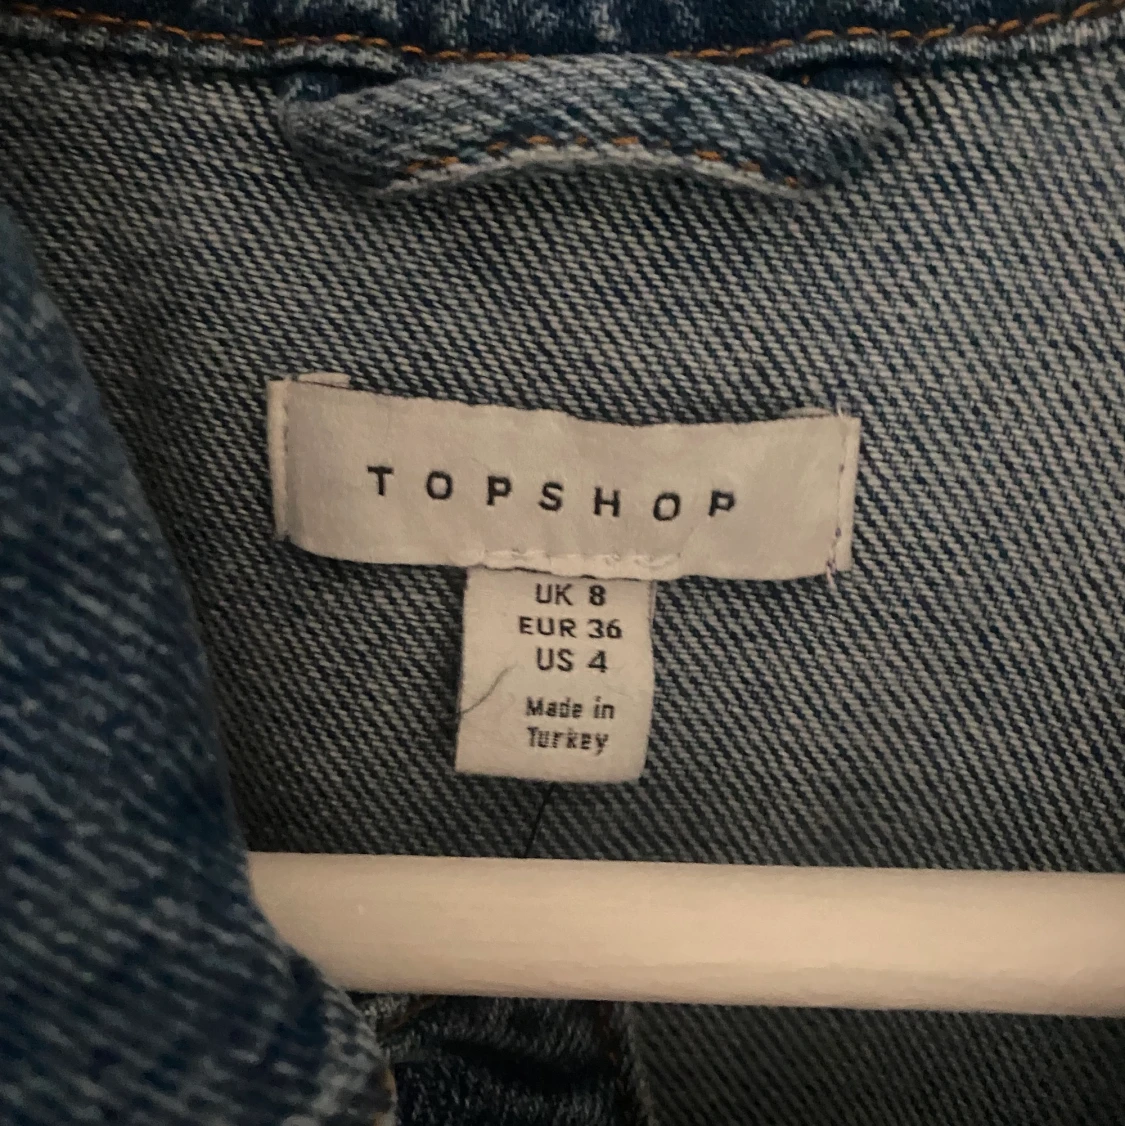 TOPSHOP
UK 8
EUR 36
US 4
Made in
Turkey